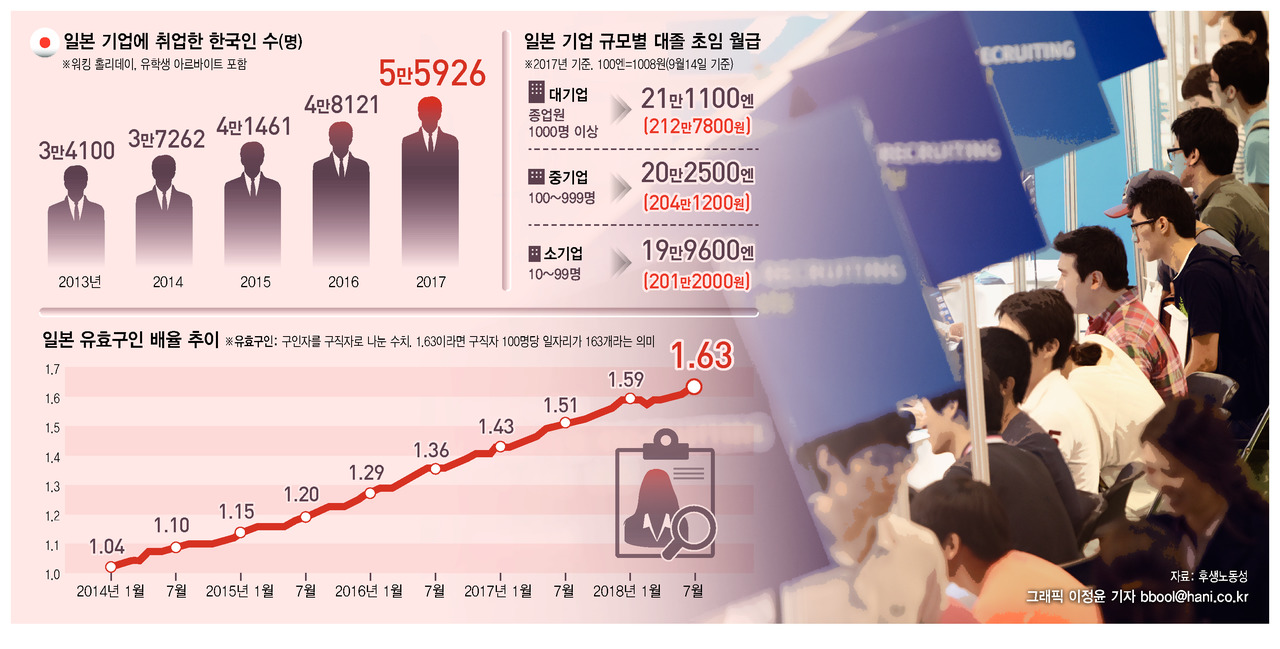 일본 기업에 취업한 한국인 수(명)
※워킹 홀리데이, 유학생 아르바이트 포함
3만4100
3만7262
4만1461
4만8121
5만5926
2013년
2014
2015
2016
2017
일본 기업 규모별 대졸 초임 월급
※2017년 기준, 100엔=1008원(9월14일 기준)
대기업
종업원
1000명 이상
21만1100엔
(212만7800원)
중기업
100~999명
20만2500엔
(204만1200원)
소기업
10~99명
19만9600엔
(201만2000원)
일본 유효구인 배율 추이 ※유효구인: 구인자를 구직자로 나눈 수치, 1.63이라면 구직자 100명당 일자리가 163개라는 의미
1.7
1.6
1.5
1.4
1.3
1.2
1.1
1.0
1.04
1.10
1.15
1.20
1.29
1.36
1.43
1.51
1.59
1.63
2014년 1월
7월
2015년 1월
7월
2016년 1월
7월
2017년 1월
7월
2018년 1월
7월
RECRUITING
RECRUITING
자료: 후생노동성
그래픽 이정윤 기자 bbool@hani.co.kr